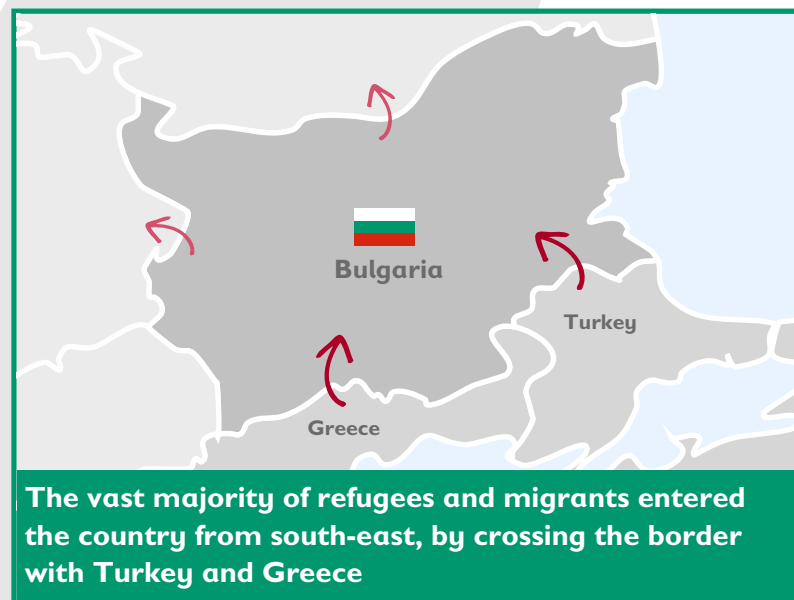 Bulgaria
Turkey
Greece
The vast majority of refugees and migrants entered
the country from south-east, by crossing the border
with Turkey and Greece